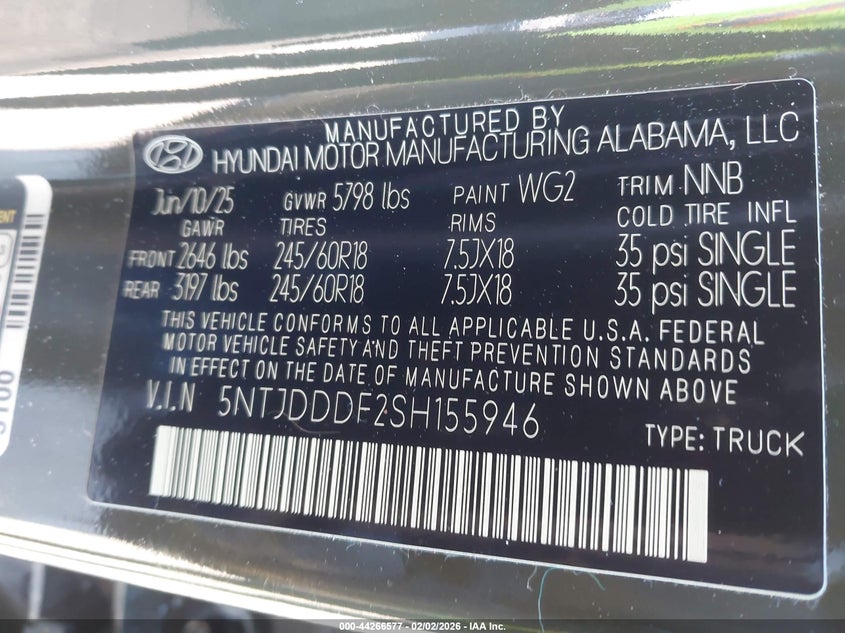 MANUFACTURED BY
HYUNDAI MOTOR MANUFACTURING ALABAMA, LLC
Jun/10/25 GVWR 5798 lbs PAINT WG2 TRIM NNB
GAWR TIRES RIMS COLD TIRE INFL
FRONT 2646 lbs 245/60R18 7.5JX18 35 psi SINGLE
REAR 3197 lbs 245/60R18 7.5JX18 35 psi SINGLE
THIS VEHICLE CONFORMS TO ALL APPLICABLE U.S.A. FEDERAL
MOTOR VEHICLE SAFETY AND THEFT PREVENTION STANDARDS
IN EFFECT ON THE DATE OF MANUFACTURE SHOWN ABOVE
V.I.N 5NTJDDDF2SH155946
TYPE: TRUCK
000-44266577 - 02/02/2026 - IAA Inc.